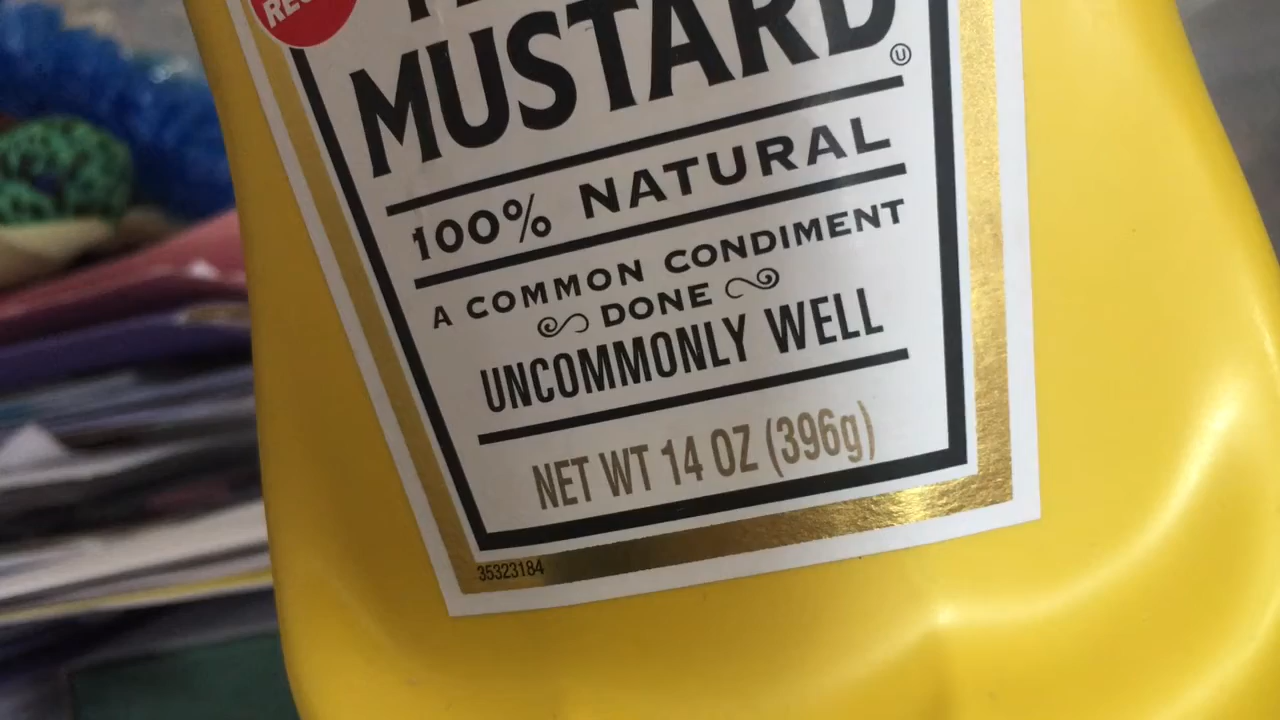 MUSTARD
Ⓤ
100% NATURAL
A COMMON CONDIMENT
DONE
UNCOMMONLY WELL
NET WT 14 OZ (396g)
35323184